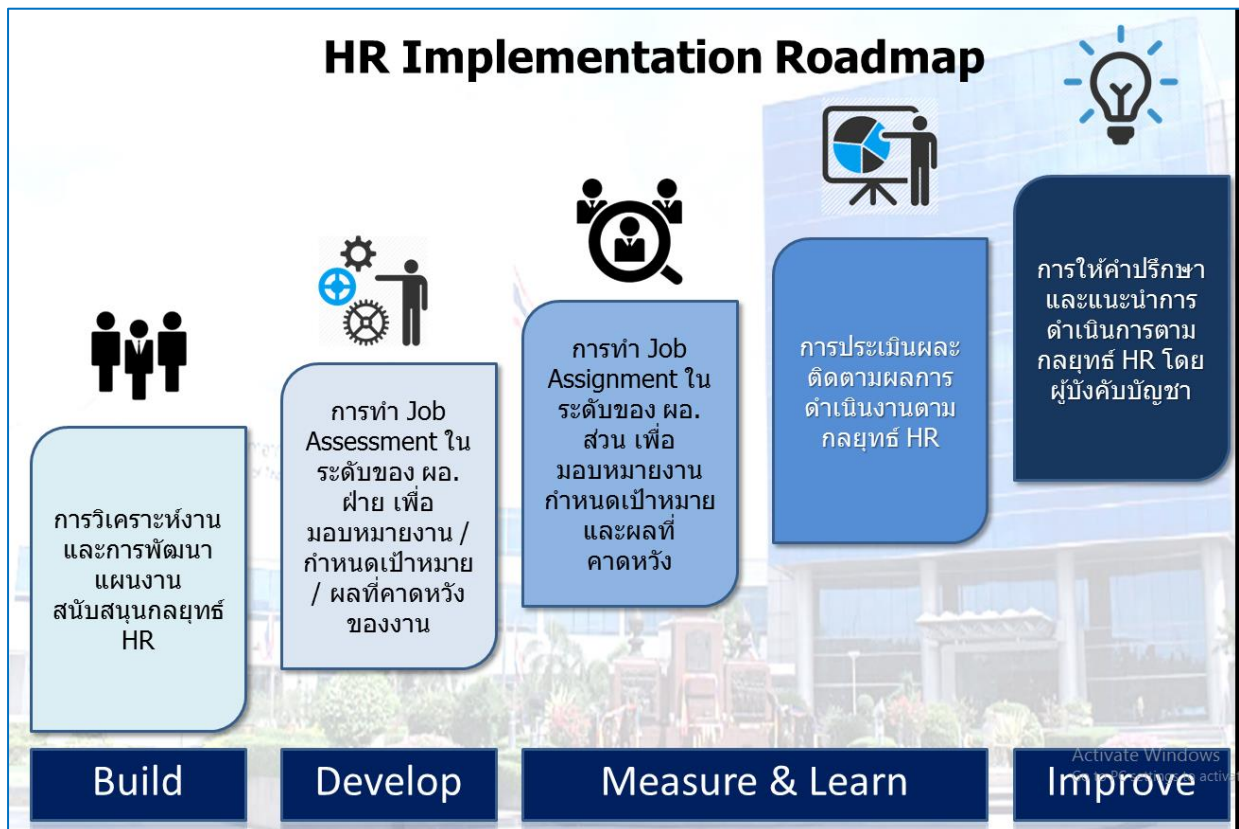 HR Implementation Roadmap
การวิเคราะห์งาน
และการพัฒนา
แผนงาน
สนับสนุนกลยุทธ์
HR
การทำ Job
Assessment ใน
ระดับของ ผอ.
ฝ่าย เพื่อ
มอบหมายงาน /
กำหนดเป้าหมาย
/ ผลที่คาดหวัง
ของงาน
การทำ Job
Assignment ใน
ระดับของ ผอ.
ส่วน เพื่อ
มอบหมายงาน
กำหนดเป้าหมาย
และผลที่
คาดหวัง
การประเมินผละ
ติดตามผลการ
ดำเนินงานตาม
กลยุทธ์ HR
การให้คำปรึกษา
และแนะนำการ
ดำเนินการตาม
กลยุทธ์ HR โดย
ผู้บังคับบัญชา
Build
Develop
Measure & Learn
Improve
Activate Windows
Go to PC settings to activa